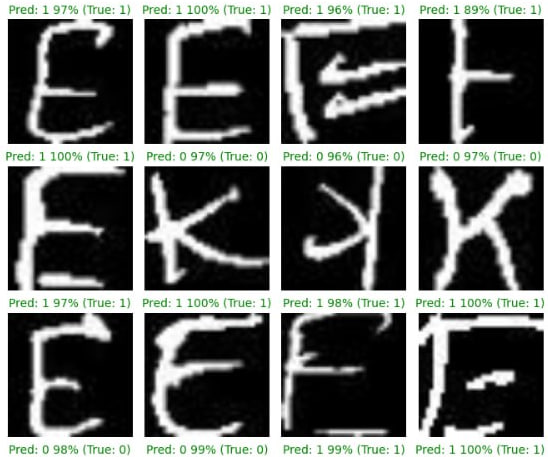 Pred: 1 97% (True: 1) Pred: 1 100% (True: 1) Pred: 1 96% (True: 1) Pred: 1 89% (True: 1)
E E E E
Pred: 1 100% (True: 1) Pred: 0 97% (True: 0) Pred: 0 96% (True: 0) Pred: 0 97% (True: 0)
E K K K
Pred: 1 97% (True: 1) Pred: 1 100% (True: 1) Pred: 1 98% (True: 1) Pred: 1 100% (True: 1)
E E E E
Pred: 0 98% (True: 0) Pred: 0 99% (True: 0) Pred: 1 99% (True: 1) Pred: 1 100% (True: 1)